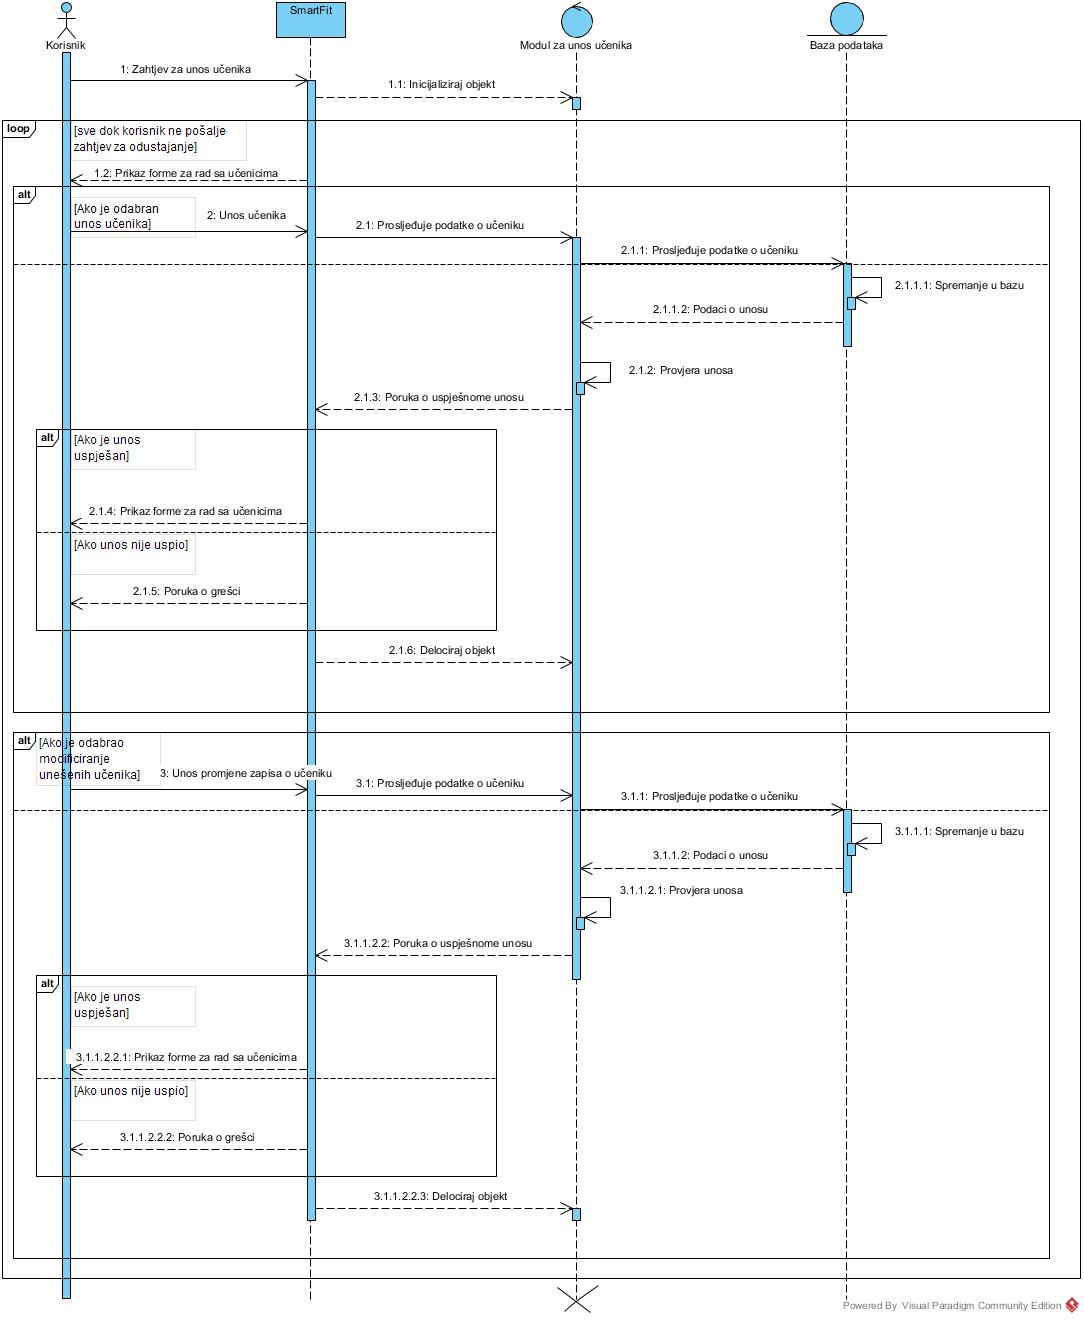 Korisnik
SmartFit
Modul za unos učenika
Baza podataka
1: Zahtjev za unos učenika
1.1: Inicijaliziraj objekt
loop
[sve dok korisnik ne pošalje
zahtjev za odustajanje]
1.2: Prikaz forme za rad sa učenicima
alt
[Ako je odabran
unos učenika]
2: Unos učenika
2.1: Prosljeđuje podatke o učeniku
2.1.1: Prosljeđuje podatke o učeniku
2.1.1.1: Spremanje u bazu
2.1.1.2: Podaci o unosu
2.1.2: Provjera unosa
2.1.3: Poruka o uspješnome unosu
alt
[Ako je unos
uspješan]
2.1.4: Prikaz forme za rad sa učenicima
[Ako unos nije uspio]
2.1.5: Poruka o grešci
2.1.6: Delociraj objekt
alt
[Ako je odabrao
modificiranje
unešenih učenika]
3: Unos promjene zapisa o učeniku
3.1: Prosljeđuje podatke o učeniku
3.1.1: Prosljeđuje podatke o učeniku
3.1.1.1: Spremanje u bazu
3.1.1.2: Podaci o unosu
3.1.1.2.1: Provjera unosa
3.1.1.2.2: Poruka o uspješnome unosu
alt
[Ako je unos
uspješan]
3.1.1.2.2.1: Prikaz forme za rad sa učenicima
[Ako unos nije uspio]
3.1.1.2.2.2: Poruka o grešci
3.1.1.2.2.3: Delociraj objekt
Powered By Visual Paradigm Community Edition